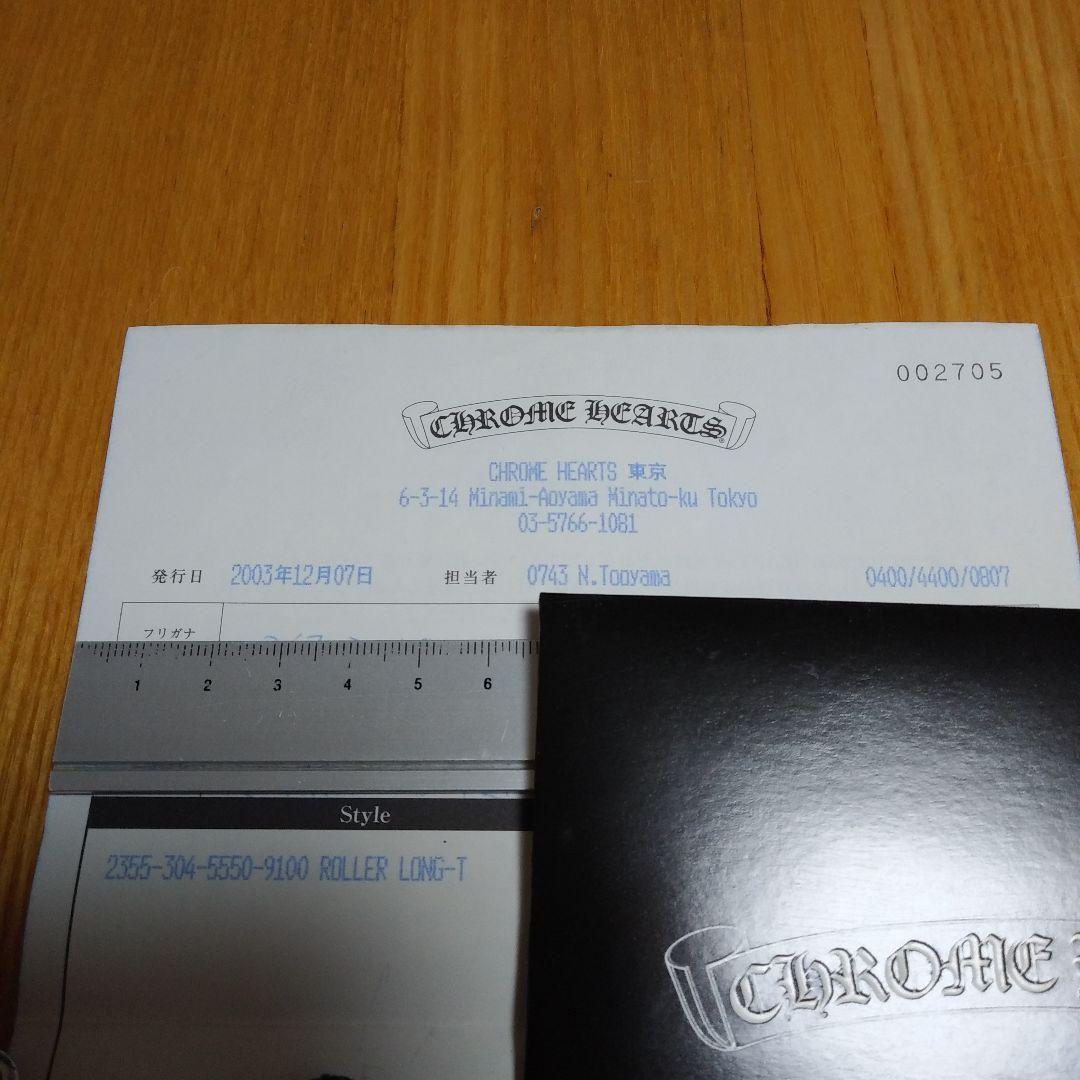 002705
CHROME HEARTS®
CHROME HEARTS 東京
6-3-14 Minami-Aoyama Minato-ku Tokyo
03-5766-1081
発行日 2003年12月07日 担当者 0743 N.Tooyama 0400/4400/0807
フリガナ
1 2 3 4 5 6
Style
2355-304-5550-9100 ROLLER LONG-T
CHROME